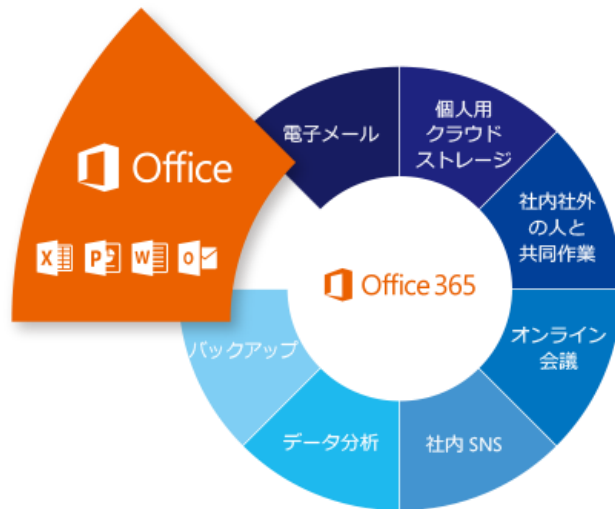 Office
X P W O
電子メール
個人用
クラウド
ストレージ
社内社外
の人と
共同作業
オンライン
会議
社内 SNS
データ分析
バックアップ
Office 365